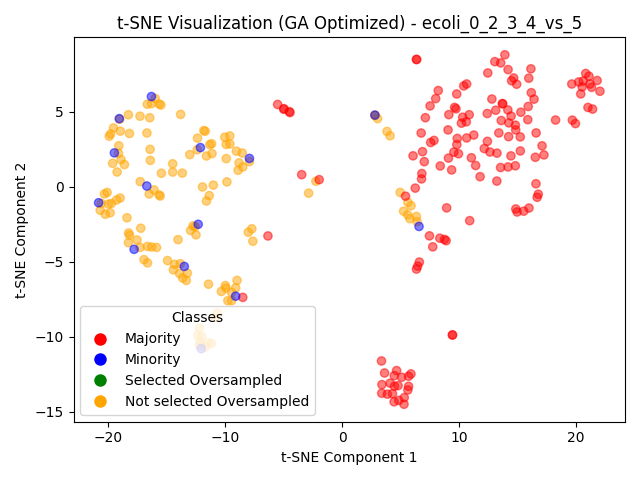 t-SNE Visualization (GA Optimized) - ecoli_0_2_3_4_vs_5
t-SNE Component 2
5
0
−5
−10
−15
Classes
Majority
Minority
Selected Oversampled
Not selected Oversampled
−20 −10 0 10 20
t-SNE Component 1